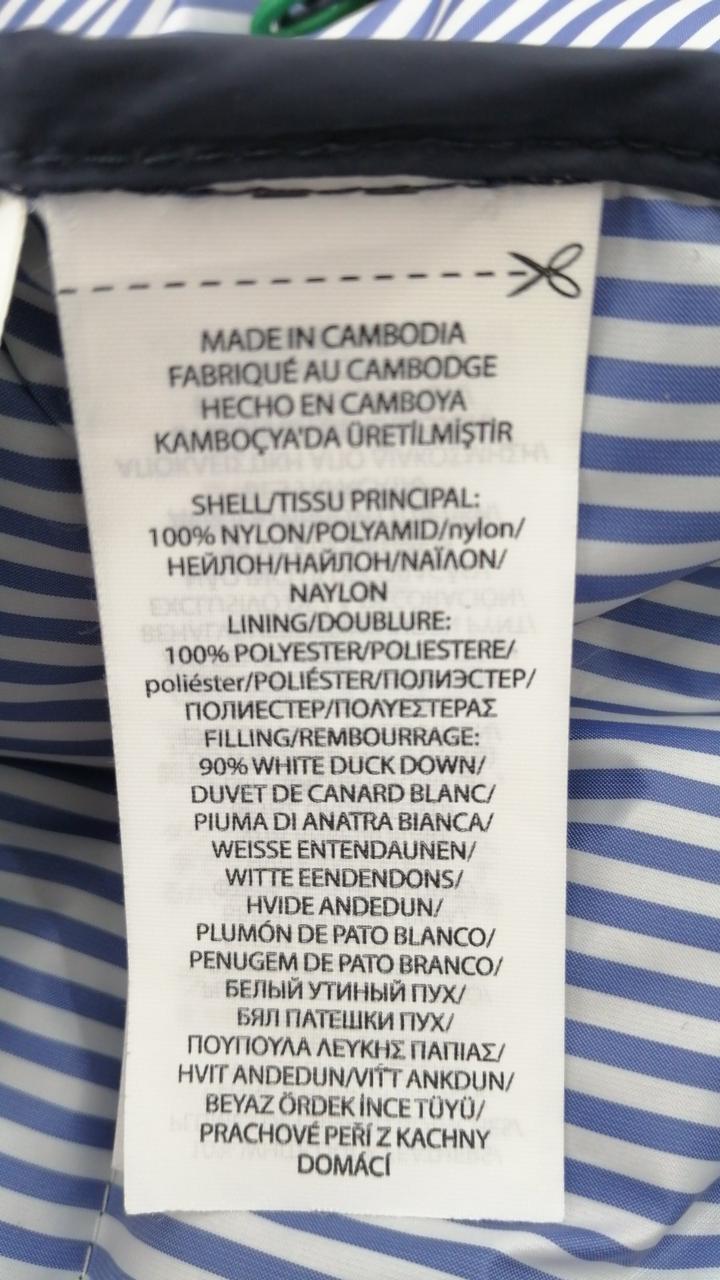 MADE IN CAMBODIA
FABRIQUÉ AU CAMBODGE
HECHO EN CAMBOYA
KAMBOÇYA'DA ÜRETİLMİŞTİR
SHELL/TISSU PRINCIPAL:
100% NYLON/POLYAMID/nylon/
НЕЙЛОН/НАЙЛОН/ΝΑΪΛΟΝ/
NAYLON
LINING/DOUBLURE:
100% POLYESTER/POLIESTERE/
poliéster/POLIÉSTER/ПОЛИЭСТЕР/
ПОЛИЕСТЕР/ΠΟΛΥΕΣΤΕΡΑΣ
FILLING/REMBOURRAGE:
90% WHITE DUCK DOWN/
DUVET DE CANARD BLANC/
PIUMA DI ANATRA BIANCA/
WEISSE ENTENDAUNEN/
WITTE EENDENDONS/
HVIDE ANDEDUN/
PLUMÓN DE PATO BLANCO/
PENUGEM DE PATO BRANCO/
БЕЛЫЙ УТИНЫЙ ПУХ/
БЯЛ ПАТЕШКИ ПУХ/
ΠΟΥΠΟΥΛΑ ΛΕΥΚΗΣ ΠΑΠΙΑΣ/
HVIT ANDEDUN/VITT ANKDUN/
BEYAZ ÖRDEK İNCE TÜYÜ/
PRACHOVÉ PEŘÍ Z KACHNY
DOMÁCÍ